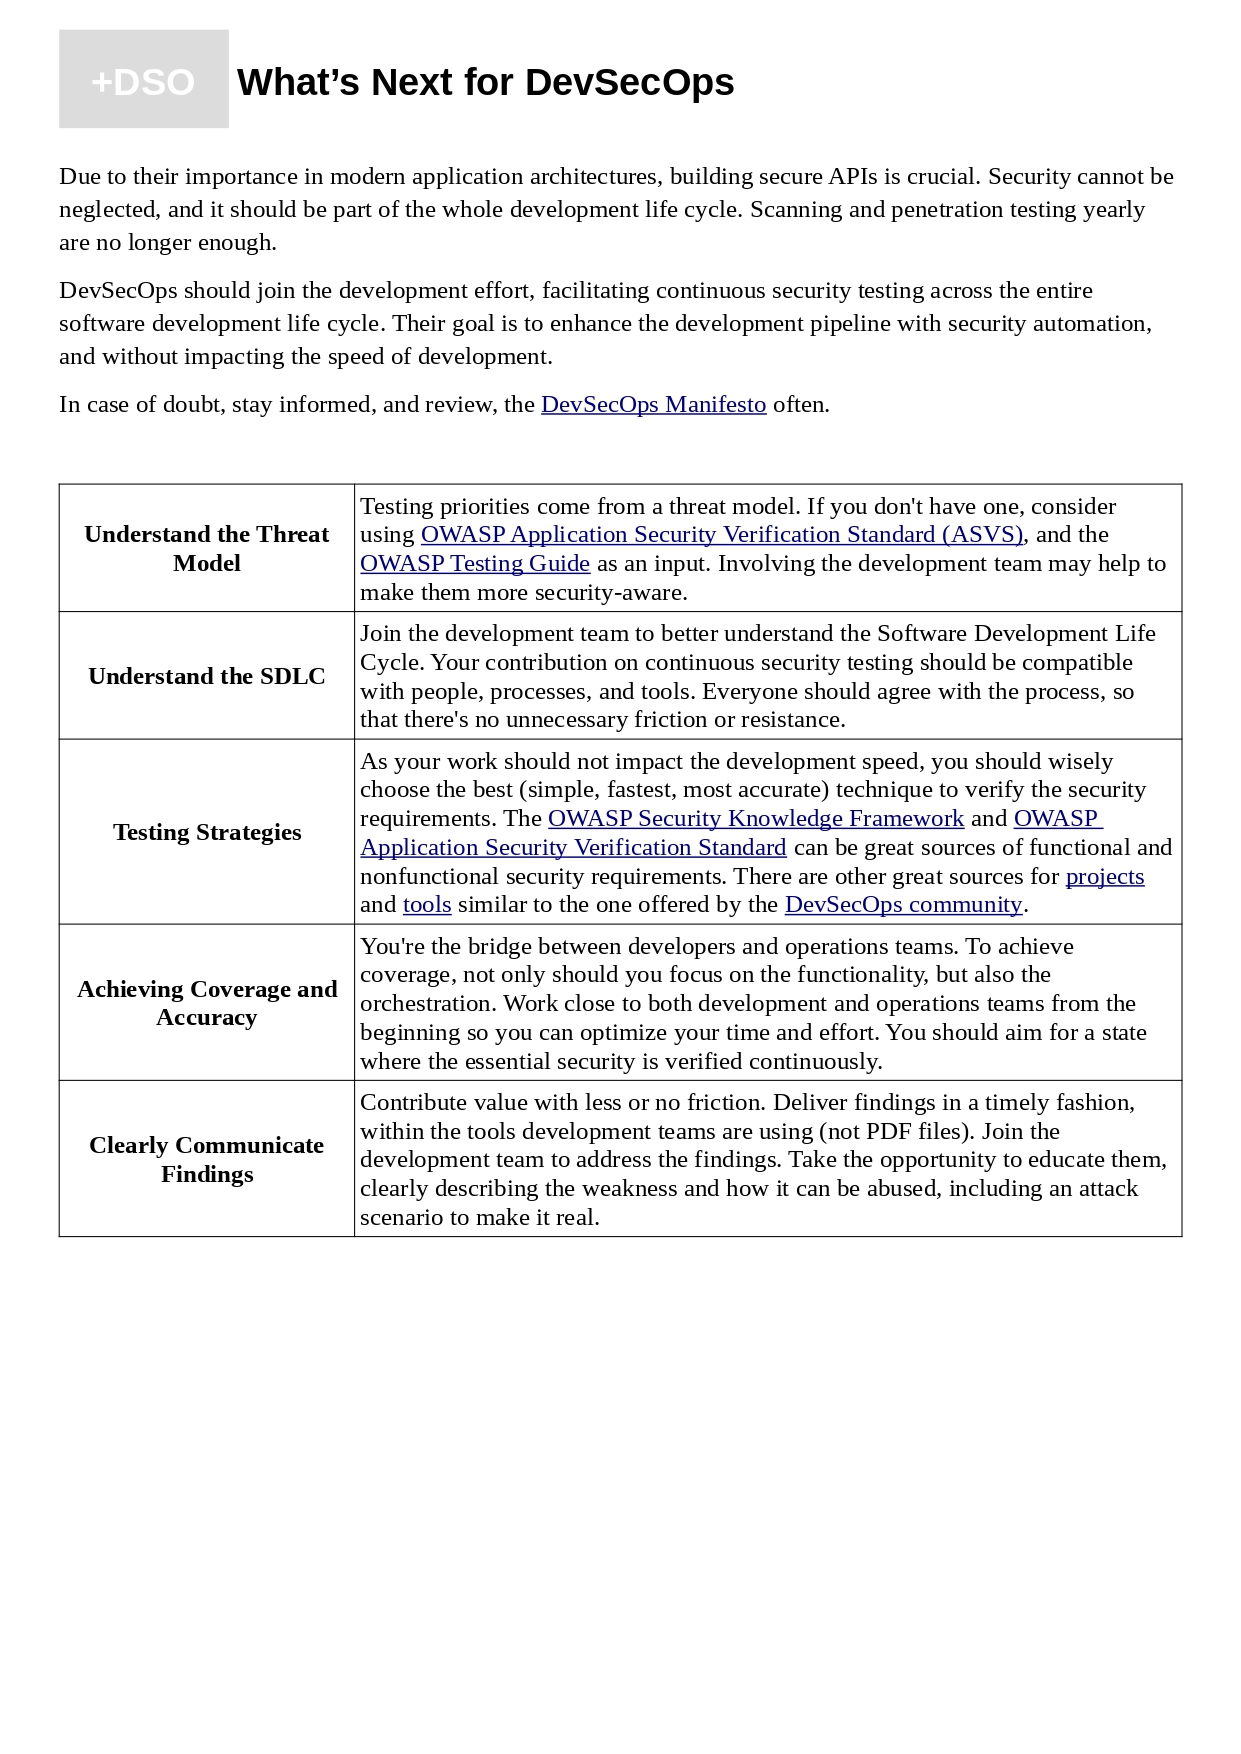 +DSO What’s Next for DevSecOps
Due to their importance in modern application architectures, building secure APIs is crucial. Security cannot be
neglected, and it should be part of the whole development life cycle. Scanning and penetration testing yearly
are no longer enough.
DevSecOps should join the development effort, facilitating continuous security testing across the entire
software development life cycle. Their goal is to enhance the development pipeline with security automation,
and without impacting the speed of development.
In case of doubt, stay informed, and review, the DevSecOps Manifesto often.
Understand the Threat
Model
Testing priorities come from a threat model. If you don't have one, consider
using OWASP Application Security Verification Standard (ASVS), and the
OWASP Testing Guide as an input. Involving the development team may help to
make them more security-aware.
Understand the SDLC
Join the development team to better understand the Software Development Life
Cycle. Your contribution on continuous security testing should be compatible
with people, processes, and tools. Everyone should agree with the process, so
that there's no unnecessary friction or resistance.
Testing Strategies
As your work should not impact the development speed, you should wisely
choose the best (simple, fastest, most accurate) technique to verify the security
requirements. The OWASP Security Knowledge Framework and OWASP
Application Security Verification Standard can be great sources of functional and
nonfunctional security requirements. There are other great sources for projects
and tools similar to the one offered by the DevSecOps community.
Achieving Coverage and
Accuracy
You're the bridge between developers and operations teams. To achieve
coverage, not only should you focus on the functionality, but also the
orchestration. Work close to both development and operations teams from the
beginning so you can optimize your time and effort. You should aim for a state
where the essential security is verified continuously.
Clearly Communicate
Findings
Contribute value with less or no friction. Deliver findings in a timely fashion,
within the tools development teams are using (not PDF files). Join the
development team to address the findings. Take the opportunity to educate them,
clearly describing the weakness and how it can be abused, including an attack
scenario to make it real.